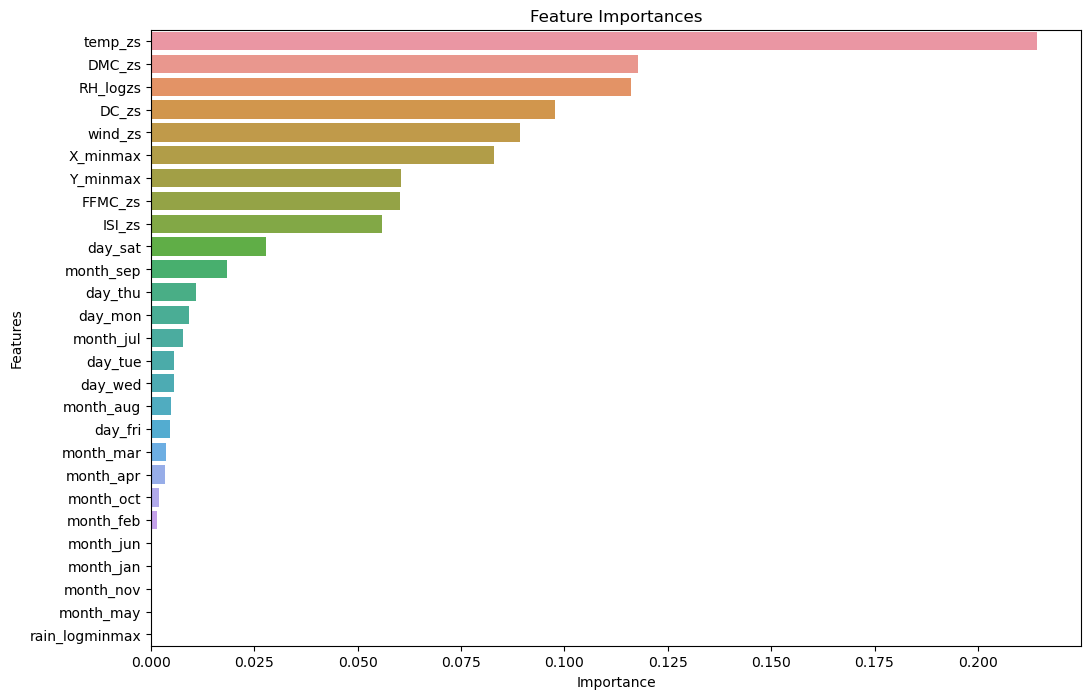 Feature Importances
temp_zs
DMC_zs
RH_logzs
DC_zs
wind_zs
X_minmax
Y_minmax
FFMC_zs
ISI_zs
day_sat
month_sep
day_thu
day_mon
month_jul
day_tue
day_wed
month_aug
day_fri
month_mar
month_apr
month_oct
month_feb
month_jun
month_jan
month_nov
month_may
rain_logminmax
Features
0.000 0.025 0.050 0.075 0.100 0.125 0.150 0.175 0.200
Importance